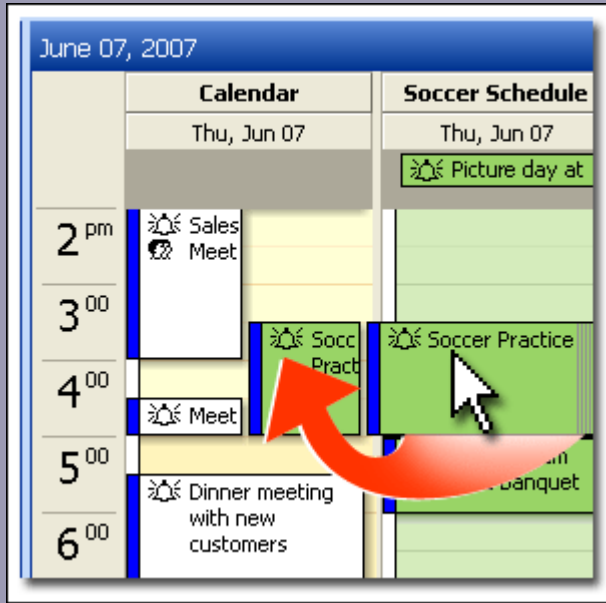 June 07, 2007
Calendar
Soccer Schedule
Thu, Jun 07
Thu, Jun 07
Picture day at
2 pm
Sales
Meet
3 00
Socc
Pract
Soccer Practice
4 00
Meet
5 00
Banquet
Dinner meeting
with new
customers
6 00